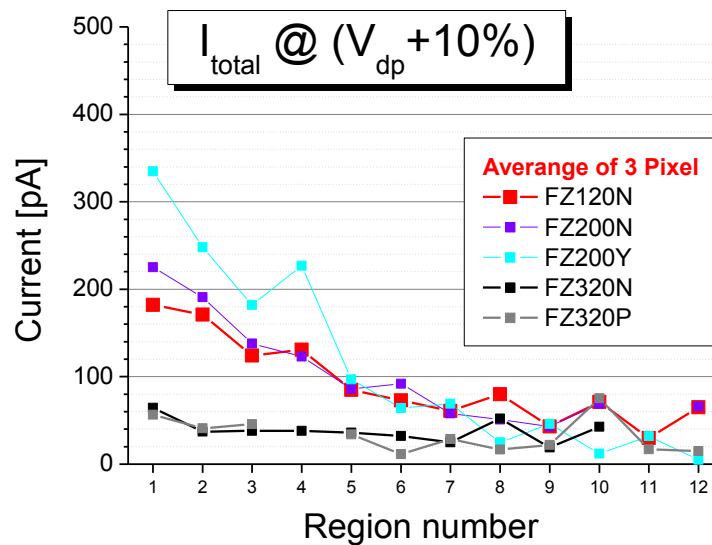 I_total @ (V_dp+10%)
500
400
300
200
100
0
Current [pA]
Averange of 3 Pixel
FZ120N
FZ200N
FZ200Y
FZ320N
FZ320P
1 2 3 4 5 6 7 8 9 10 11 12
Region number